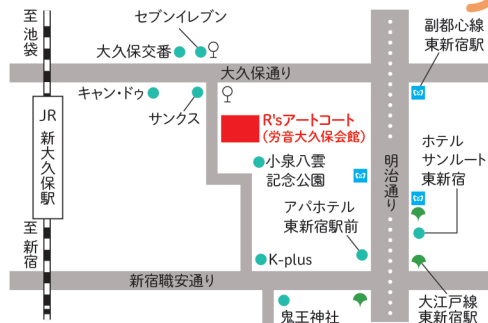 至池袋
セブンイレブン
大久保交番
大久保通り
副都心線
東新宿駅
キャン・ドゥ
サンクス
R'sアートコート
(労音大久保会館)
JR
新大久保駅
小泉八雲
記念公園
明治通り
ホテル
サンルート
東新宿
アパホテル
東新宿駅前
至新宿
K-plus
新宿職安通り
大江戸線
東新宿駅
鬼王神社